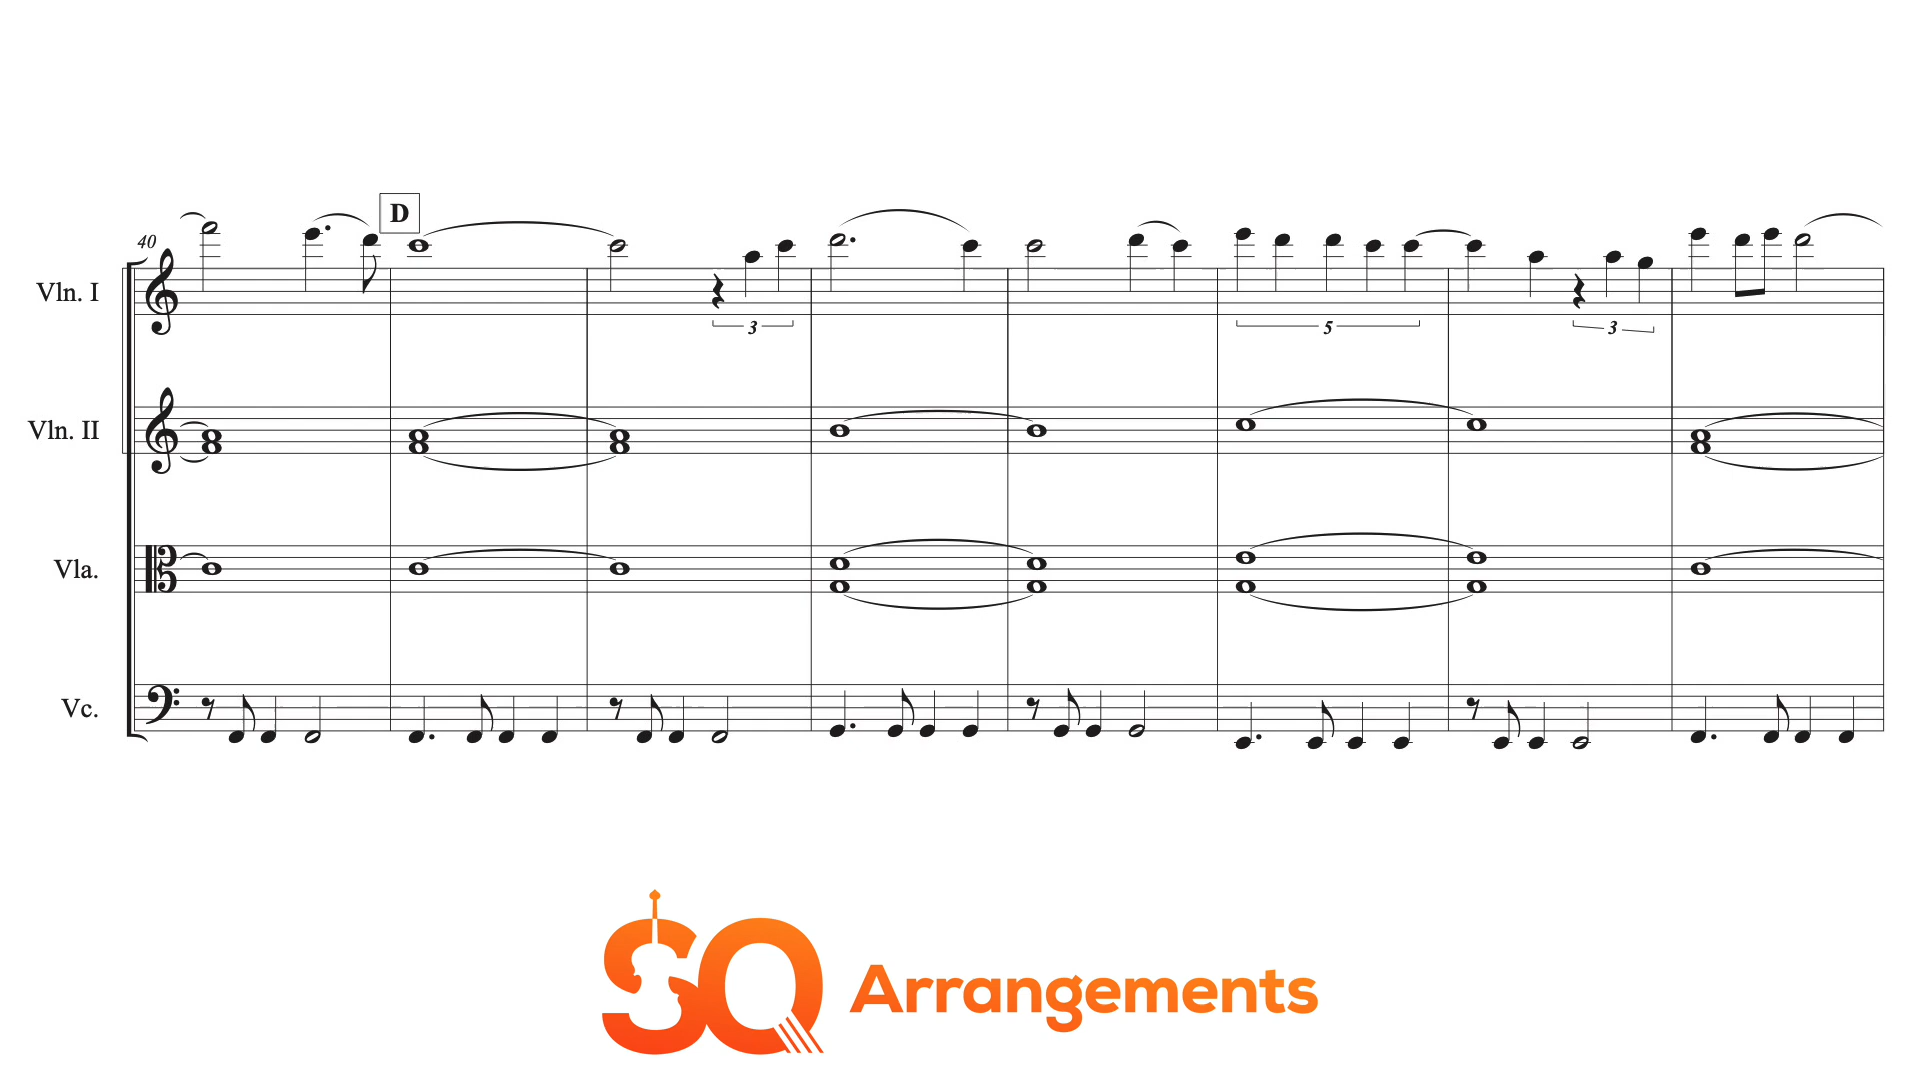 D
40
Vln. I
3
5
3
Vln. II
Vla.
Vc.
SQ Arrangements